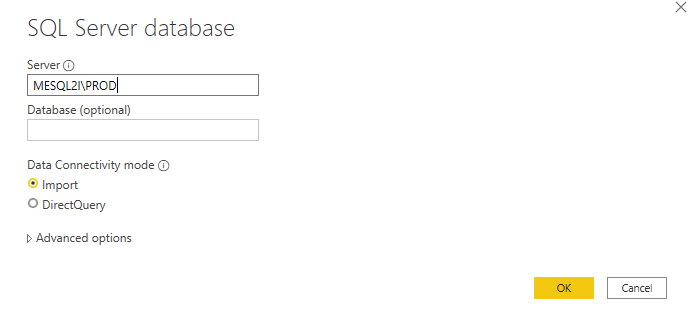 SQL Server database
Server
MESQL2I\PROD
Database (optional)
Data Connectivity mode
Import
DirectQuery
Advanced options
OK Cancel